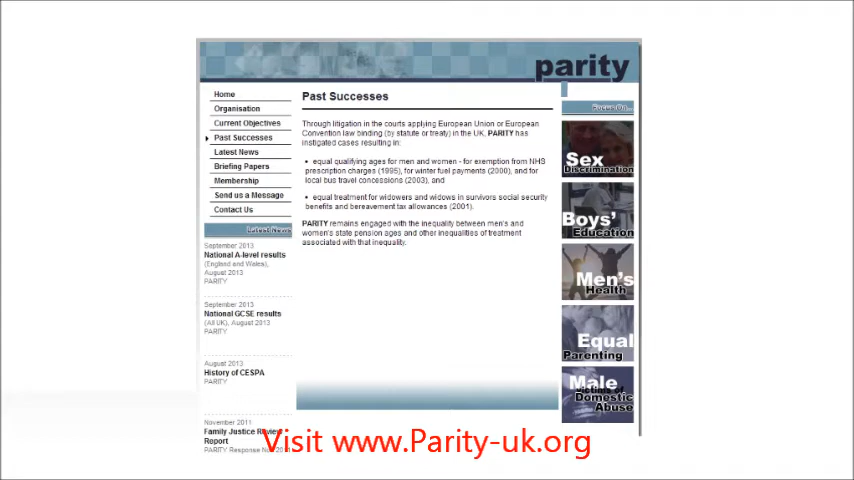 parity
Home
Organisation
Current Objectives
Past Successes
Latest News
Briefing Papers
Membership
Send us a Message
Contact Us
Latest News
September 2013
National A-level results
(England and Wales),
August 2013
PARITY
September 2013
National GCSE results
(All UK), August 2013
PARITY
August 2013
History of CESPA
PARITY
November 2011
Family Justice Review
Report
PARITY Response
Past Successes
Through litigation in the courts applying European Union or European
Convention law binding (by statute or treaty) in the UK, PARITY has
instigated cases resulting in:
• equal qualifying ages for men and women - for exemption from NHS
prescription charges (1995), for winter fuel payments (2000), and for
local bus travel concessions (2003), and
• equal treatment for widowers and widows in survivors social security
benefits and bereavement tax allowances (2001).
PARITY remains engaged with the inequality between men's and
women's state pension ages and other inequalities of treatment
associated with that inequality.
Focus On...
Sex
Discrimination
Boys'
Education
Men's
Health
Equal
Parenting
Male
victims of
Domestic
Abuse
Visit www.Parity-uk.org